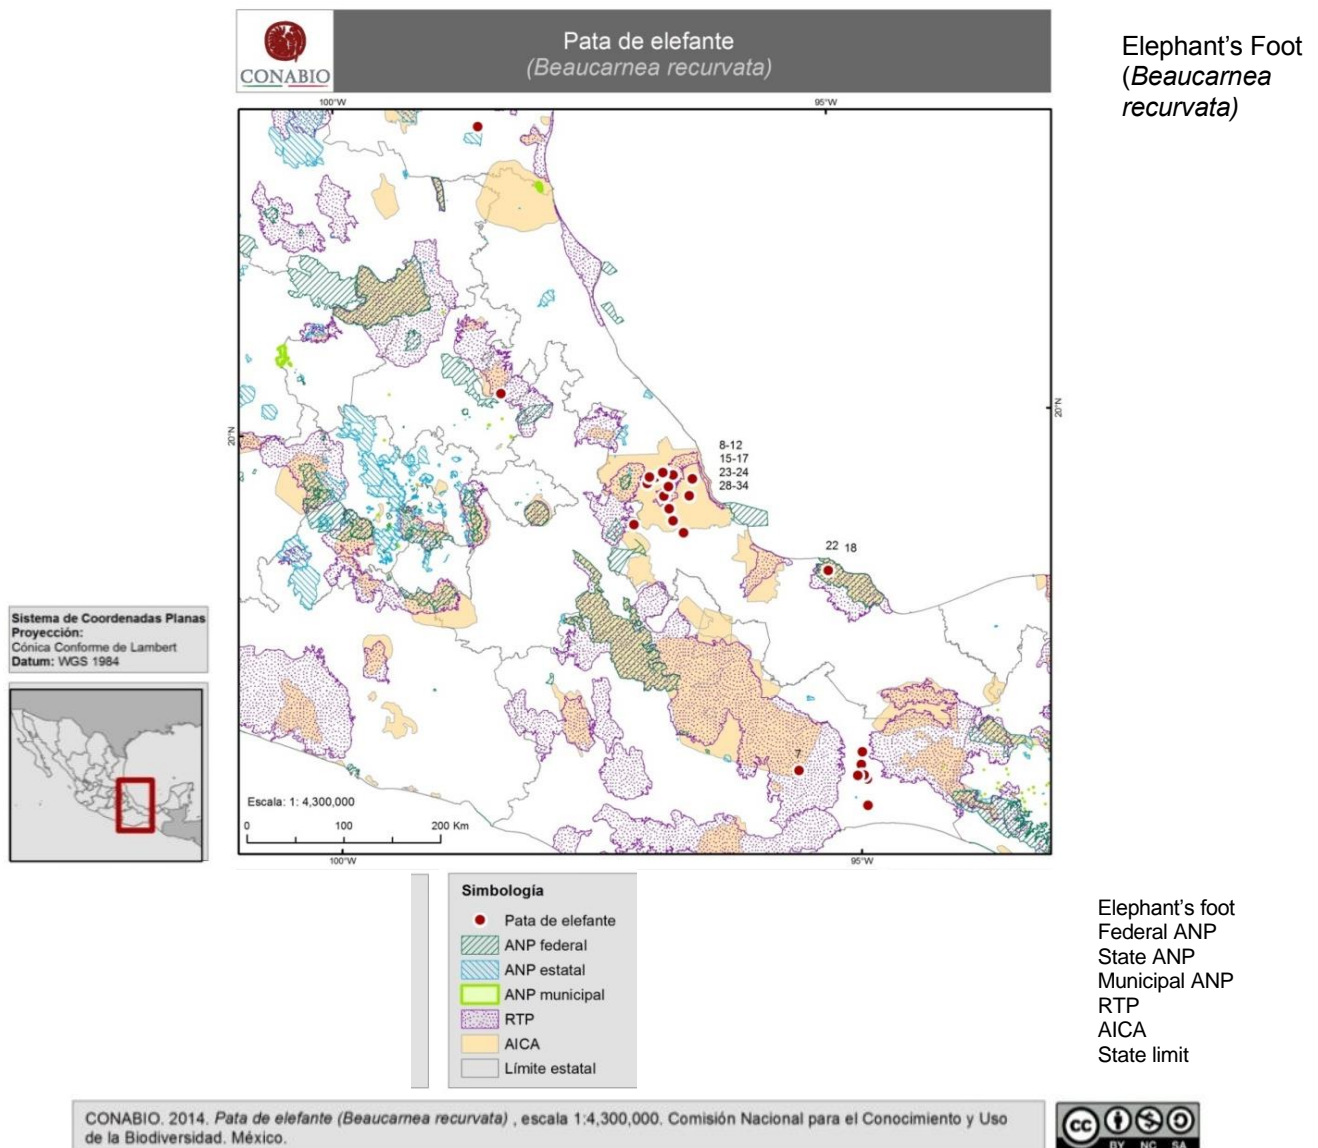 CONABIO
Pata de elefante
(Beaucarnea recurvata)
Elephant's Foot
(Beaucarnea
recurvata)
100°W
95°W
20°N
20°N
8-12
15-17
23-24
28-34
22 18
7
Sistema de Coordenadas Planas
Proyección:
Cónica Conforme de Lambert
Datum: WGS 1984
Escala: 1: 4,300,000
0 100 200 Km
100°W
95°W
Simbología
Pata de elefante
ANP federal
ANP estatal
ANP municipal
RTP
AICA
Límite estatal
Elephant's foot
Federal ANP
State ANP
Municipal ANP
RTP
AICA
State limit
CONABIO. 2014. Pata de elefante (Beaucarnea recurvata) , escala 1:4,300,000. Comisión Nacional para el Conocimiento y Uso
de la Biodiversidad. México.
cc
BY NC SA